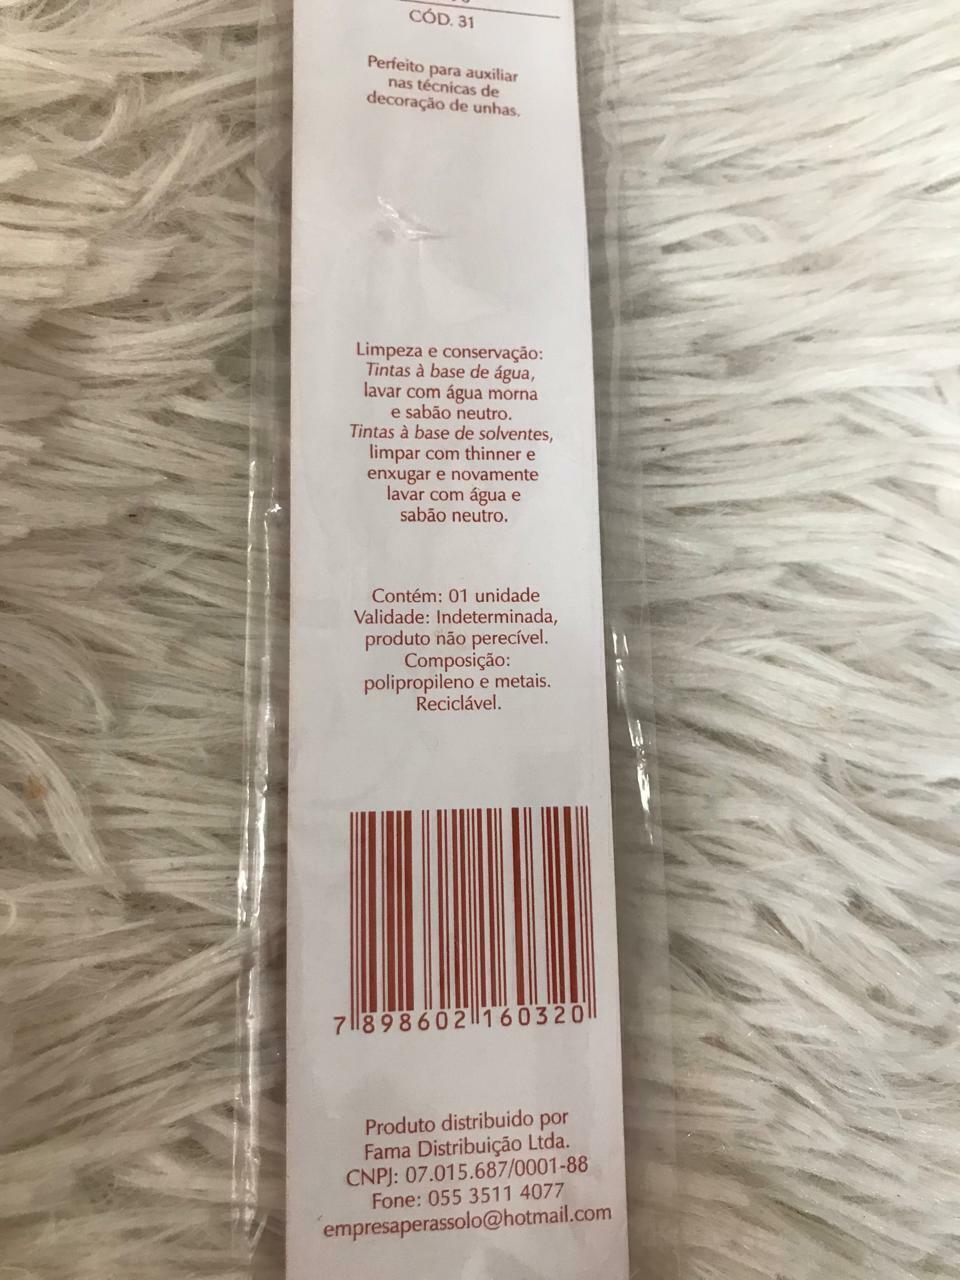 CÓD. 31
Perfeito para auxiliar
nas técnicas de
decoração de unhas.
Limpeza e conservação:
Tintas à base de água,
lavar com água morna
e sabão neutro.
Tintas à base de solventes,
limpar com thinner e
enxugar e novamente
lavar com água e
sabão neutro.
Contém: 01 unidade
Validade: Indeterminada,
produto não perecível.
Composição:
polipropileno e metais.
Reciclável.
7 898602 160320
Produto distribuido por
Fama Distribuição Ltda.
CNPJ: 07.015.687/0001-88
Fone: 055 3511 4077
empresaperassolo@hotmail.com